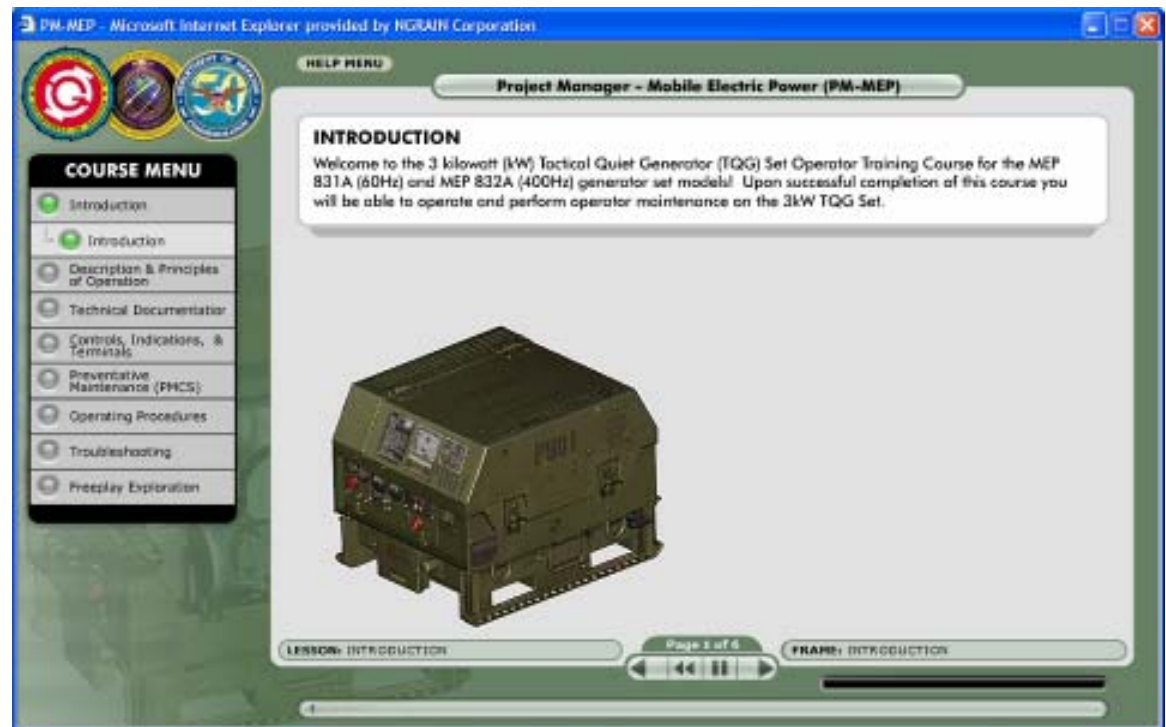 PM-MEP - Microsoft Internet Explorer provided by NGRAIN Corporation
HELP MENU
Project Manager - Mobile Electric Power (PM-MEP)
INTRODUCTION
Welcome to the 3 kilowatt (kW) Tactical Quiet Generator (TQG) Set Operator Training Course for the MEP
831A (60Hz) and MEP 832A (400Hz) generator set models! Upon successful completion of this course you
will be able to operate and perform operator maintenance on the 3kW TQG Set.
COURSE MENU
Introduction
Introduction
Description & Principles
of Operation
Technical Documentation
Controls, Indications, &
Terminals
Preventative
Maintenance (PMCS)
Operating Procedures
Troubleshooting
Freeplay Exploration
LESSON: INTRODUCTION
Page 1 of 6
FRAME: INTRODUCTION